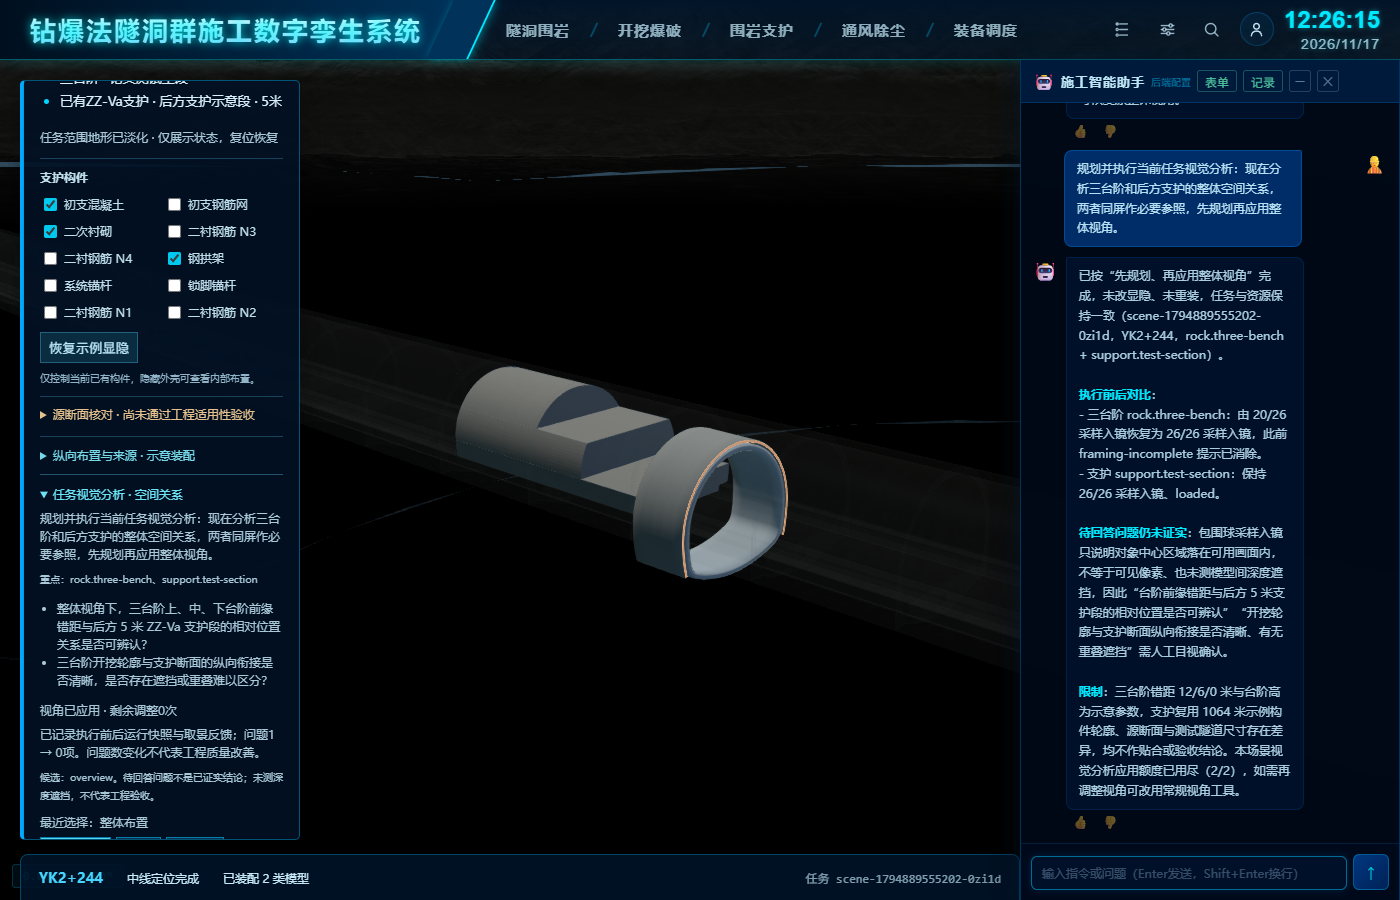 钻爆法隧洞群施工数字孪生系统
隧洞围岩 / 开挖爆破 / 围岩支护 / 通风除尘 / 装备调度
12:26:15
2026/11/17
已有ZZ-Va支护 · 后方支护示意段 · 5米
任务范围地形已淡化 · 仅展示状态，复位恢复
支护构件
初支混凝土 初支钢筋网
二次衬砌 二衬钢筋 N3
二衬钢筋 N4 钢拱架
系统锚杆 锁脚锚杆
二衬钢筋 N1 二衬钢筋 N2
恢复示例显隐
仅控制当前已有构件，隐藏外壳可查看内部布置。
源断面核对 · 尚未通过工程适用性验收
纵向布置与来源 · 示意装配
任务视觉分析 · 空间关系
规划并执行当前任务视觉分析：现在分析三台
阶和后方支护的整体空间关系，两者同屏作必
要参照，先规划再应用整体视角。
重点：rock.three-bench、support.test-section
整体视角下，三台阶上、中、下台阶前缘
错距与后方 5 米 ZZ-Va 支护段的相对位置
关系是否可辨认？
三台阶开挖轮廓与支护断面的纵向衔接是
否清晰，是否存在遮挡或重叠难以区分？
视角已应用 · 剩余调整0次
已记录执行前后运行快照与取景反馈；问题1
→ 0项。问题数变化不代表工程质量改善。
候选：overview。待回答问题不是已证实结论；未测深
度遮挡，不代表工程验收。
最近选择：整体布置
YK2+244 中线定位完成 已装配 2 类模型
任务 scene-1794889555202-0zi1d
施工智能助手 后端配置 表单 记录
规划并执行当前任务视觉分析：现在分
析三台阶和后方支护的整体空间关系，
两者同屏作必要参照，先规划再应用整
体视角。
已按“先规划、再应用整体视角”完
成，未改显隐、未重装，任务与资源保
持一致（scene-1794889555202-
0zi1d，YK2+244，rock.three-bench
+ support.test-section）。
执行前后对比：
- 三台阶 rock.three-bench：由 20/26
采样入镜恢复为 26/26 采样入镜，此前
framing-incomplete 提示已消除。
- 支护 support.test-section：保持
26/26 采样入镜、loaded。
待回答问题仍未证实：包围球采样入镜
只说明对象中心区域落在可用画面内，
不等于可见像素、也未测模型间深度遮
挡，因此“台阶前缘错距与后方 5 米支
护段的相对位置是否可辨认”“开挖轮
廓与支护断面纵向衔接是否清晰、有无
重叠遮挡”需人工目视确认。
限制：三台阶错距 12/6/0 米与台阶高
为示意参数，支护复用 1064 米示例构
件轮廓、源断面与测试隧道尺寸存在差
异，均不作贴合或验收结论。本场景视
觉分析应用额度已用尽（2/2），如需再
调整视角可改用常规视角工具。
输入指令或问题（Enter发送，Shift+Enter换行）